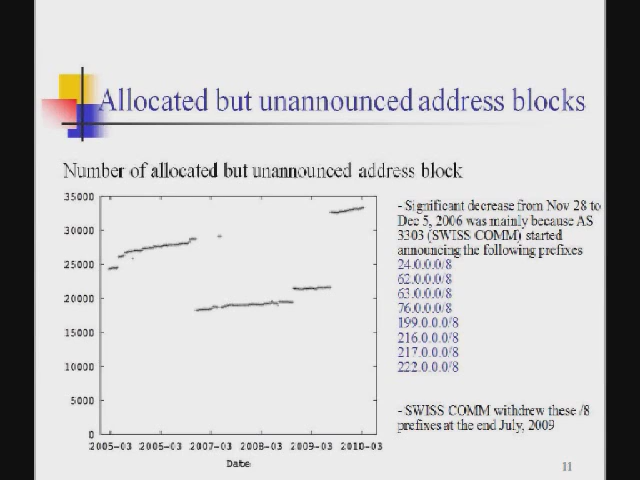 Allocated but unannounced address blocks
Number of allocated but unannounced address block
35000
30000
25000
20000
15000
10000
5000
0
2005-03 2006-03 2007-03 2008-03 2009-03 2010-03
Date
- Significant decrease from Nov 28 to
Dec 5, 2006 was mainly because AS
3303 (SWISS COMM) started
announcing the following prefixes
24.0.0.0/8
62.0.0.0/8
63.0.0.0/8
76.0.0.0/8
199.0.0.0/8
216.0.0.0/8
217.0.0.0/8
222.0.0.0/8
- SWISS COMM withdrew these /8
prefixes at the end July, 2009
11